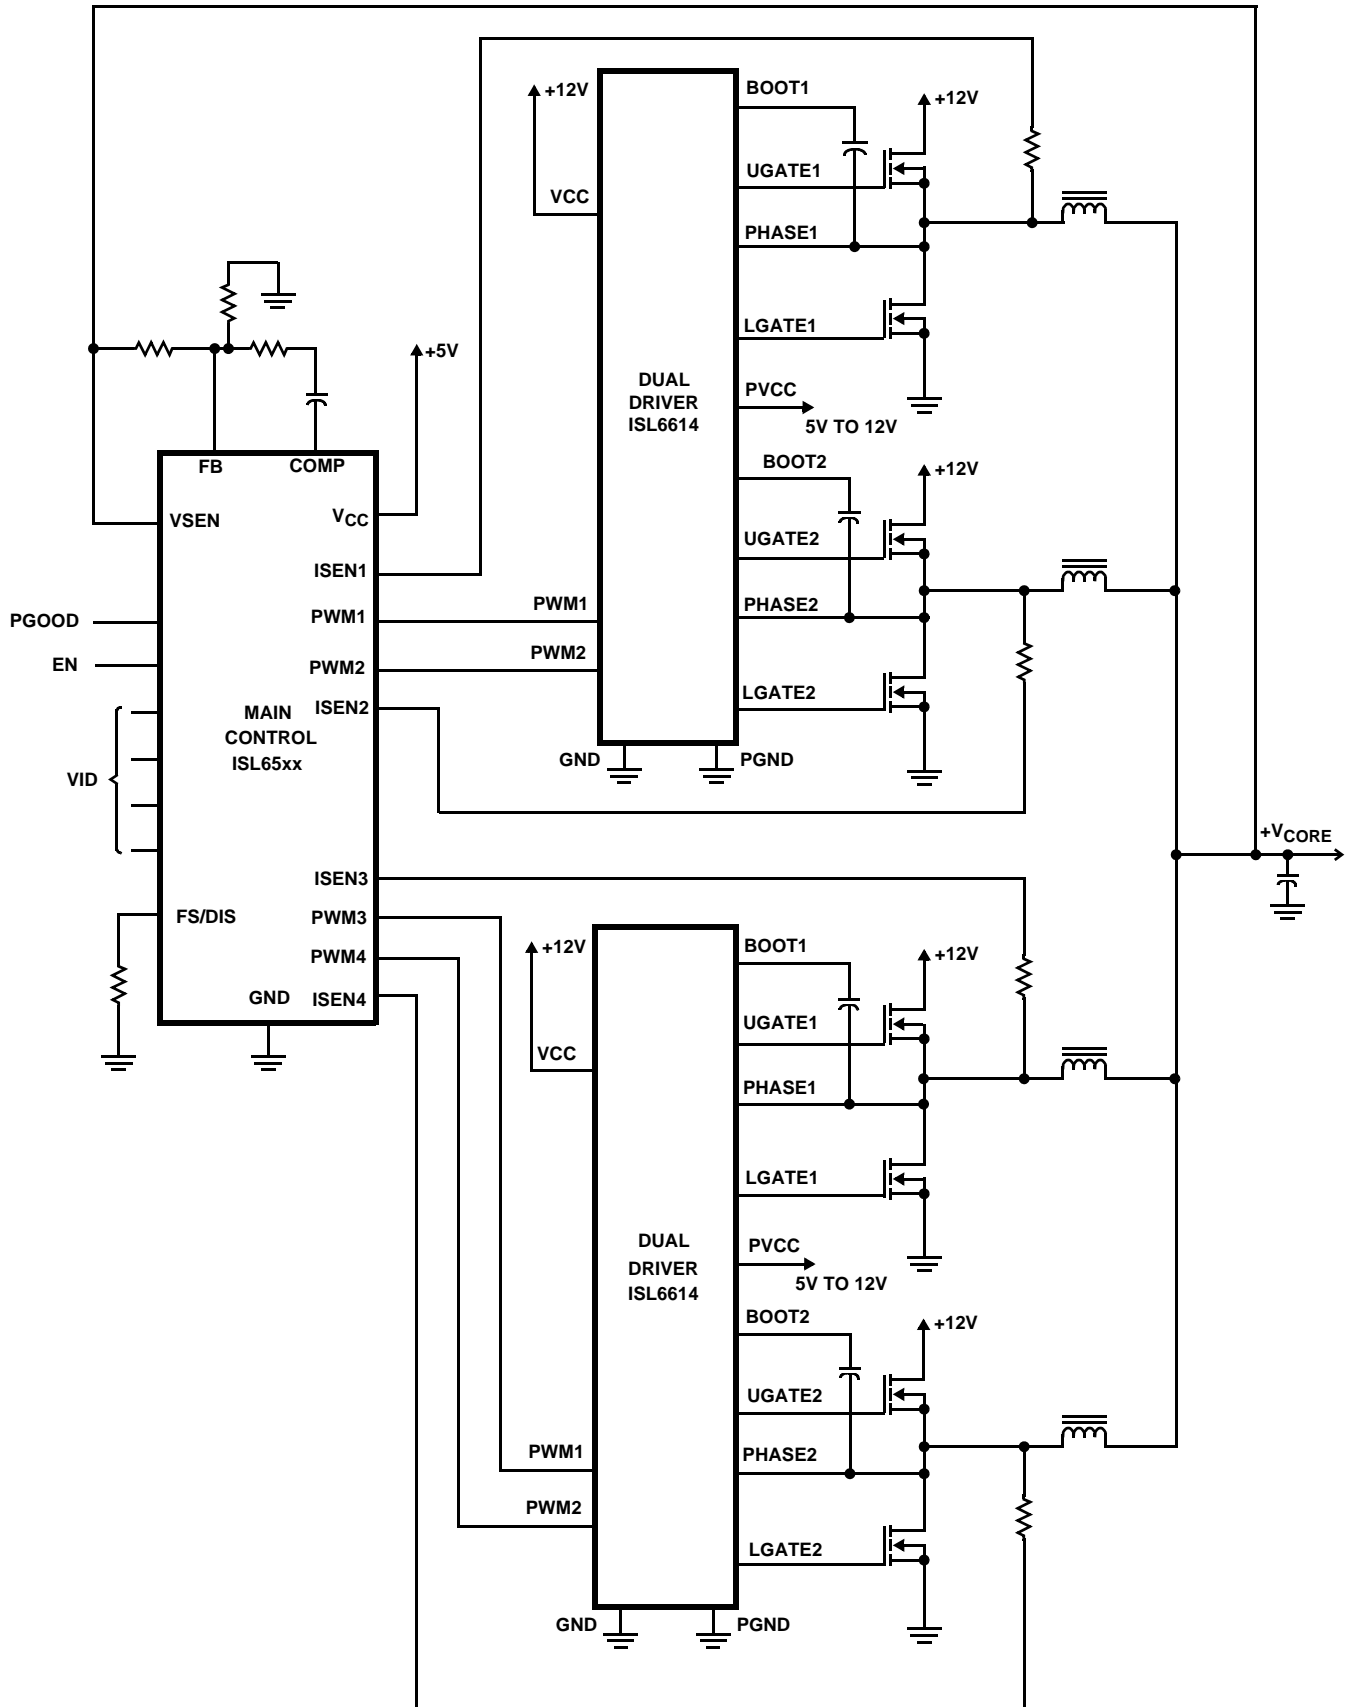 +12V
BOOT1
+12V
UGATE1
VCC
PHASE1
LGATE1
+5V
DUAL
DRIVER
ISL6614
PVCC
5V TO 12V
BOOT2
+12V
FB
COMP
VSEN
VCC
UGATE2
ISEN1
PWM1
PHASE2
PGOOD
PWM1
EN
PWM2
PWM2
LGATE2
ISEN2
MAIN
CONTROL
ISL65xx
VID
GND
PGND
+VCORE
ISEN3
FS/DIS
PWM3
PWM4
GND
ISEN4
+12V
BOOT1
+12V
UGATE1
VCC
PHASE1
LGATE1
DUAL
DRIVER
ISL6614
PVCC
5V TO 12V
BOOT2
+12V
UGATE2
PWM1
PHASE2
PWM2
LGATE2
GND
PGND